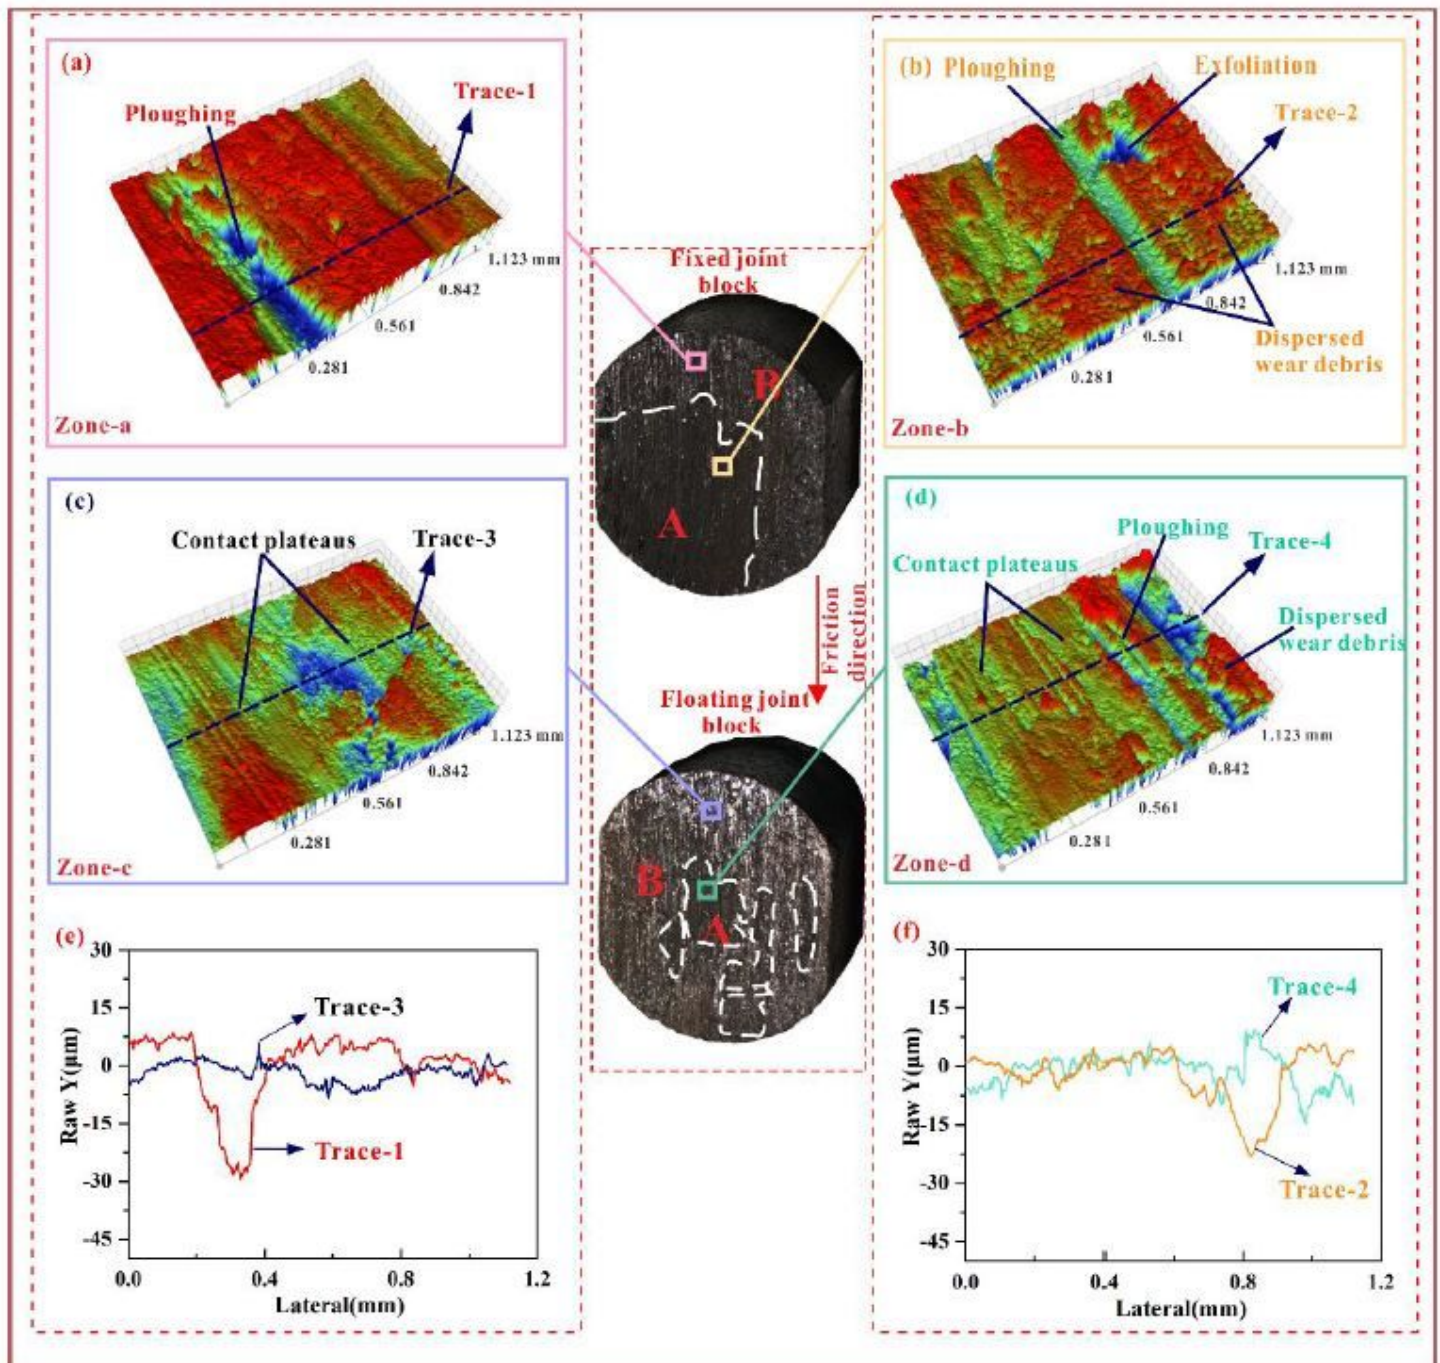 (a)
Ploughing
Trace-1
1.123 mm
0.842
0.561
0.281
Zone-a
(b)
Ploughing
Exfoliation
Trace-2
1.123 mm
0.842
0.561
0.281
Dispersed
wear debris
Zone-b
Fixed joint
block
B
A
Friction
direction
Floating joint
block
B
A
(c)
Contact plateaus
Trace-3
1.123 mm
0.842
0.561
0.281
Zone-c
(d)
Ploughing
Contact plateaus
Trace-4
Dispersed
wear debris
1.123 mm
0.842
0.561
0.281
Zone-d
(e)
30
15
0
-15
-30
-45
Raw Y(μm)
Trace-3
Trace-1
0.0
0.4
0.8
1.2
Lateral(mm)
(f)
30
15
0
-15
-30
-45
Raw Y(μm)
Trace-4
Trace-2
0.0
0.4
0.8
1.2
Lateral(mm)